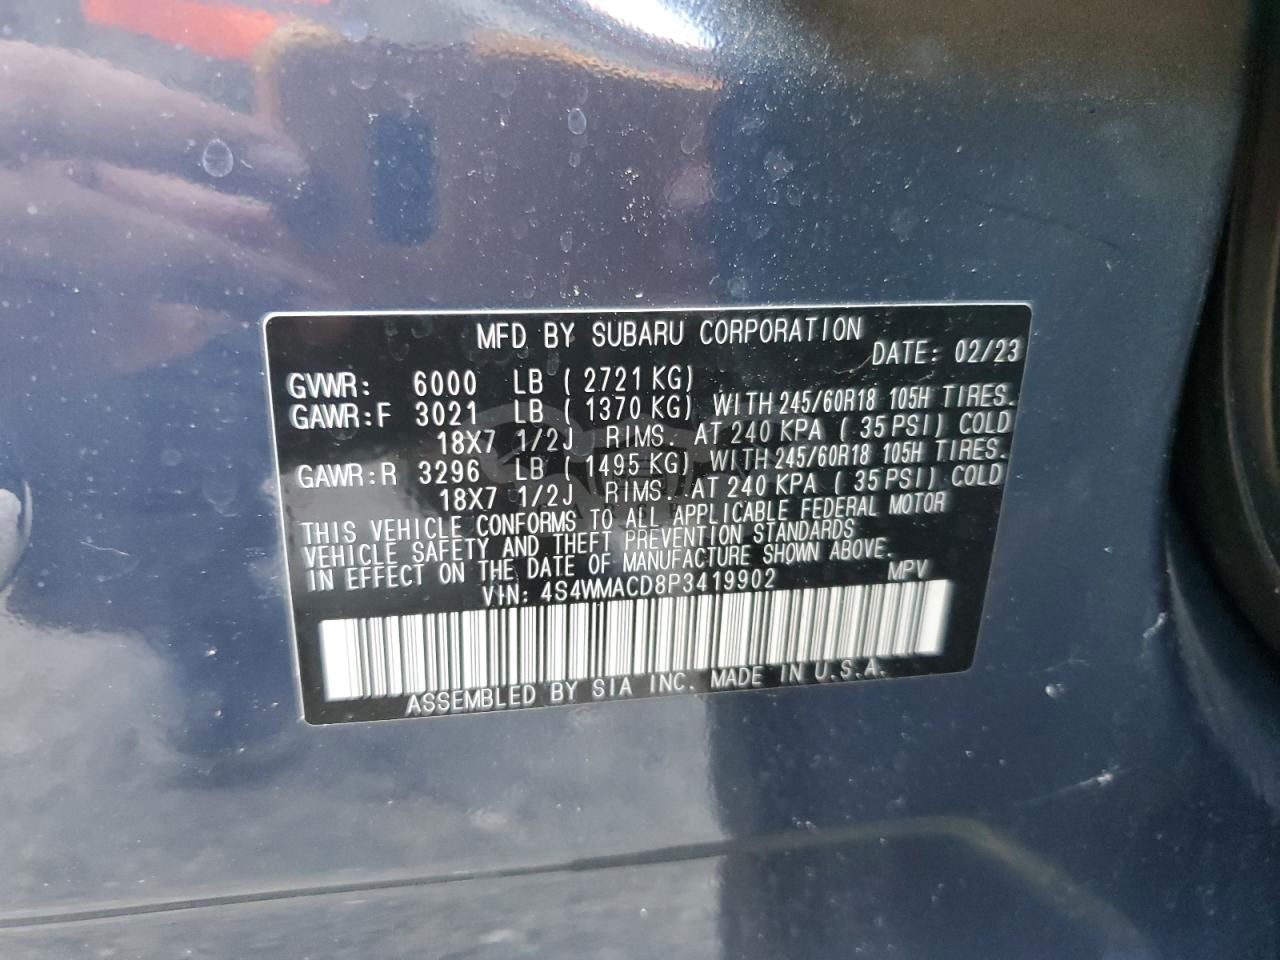 MFD BY SUBARU CORPORATION
DATE: 02/23
GVWR: 6000 LB ( 2721 KG)
GAWR:F 3021 LB ( 1370 KG) WITH 245/60R18 105H TIRES.
18X7 1/2J RIMS. AT 240 KPA ( 35 PSI) COLD
GAWR:R 3296 LB ( 1495 KG) WITH 245/60R18 105H TIRES.
18X7 1/2J RIMS. AT 240 KPA ( 35 PSI) COLD
THIS VEHICLE CONFORMS TO ALL APPLICABLE FEDERAL MOTOR
VEHICLE SAFETY AND THEFT PREVENTION STANDARDS
IN EFFECT ON THE DATE OF MANUFACTURE SHOWN ABOVE.
VIN: 4S4WMACD8P3419902 MPV
ASSEMBLED BY SIA INC. MADE IN U.S.A.